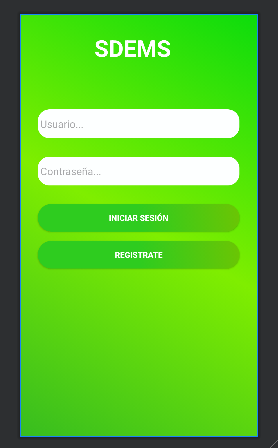 SDEMS
Usuario...
Contraseña...
INICIAR SESIÓN
REGISTRATE